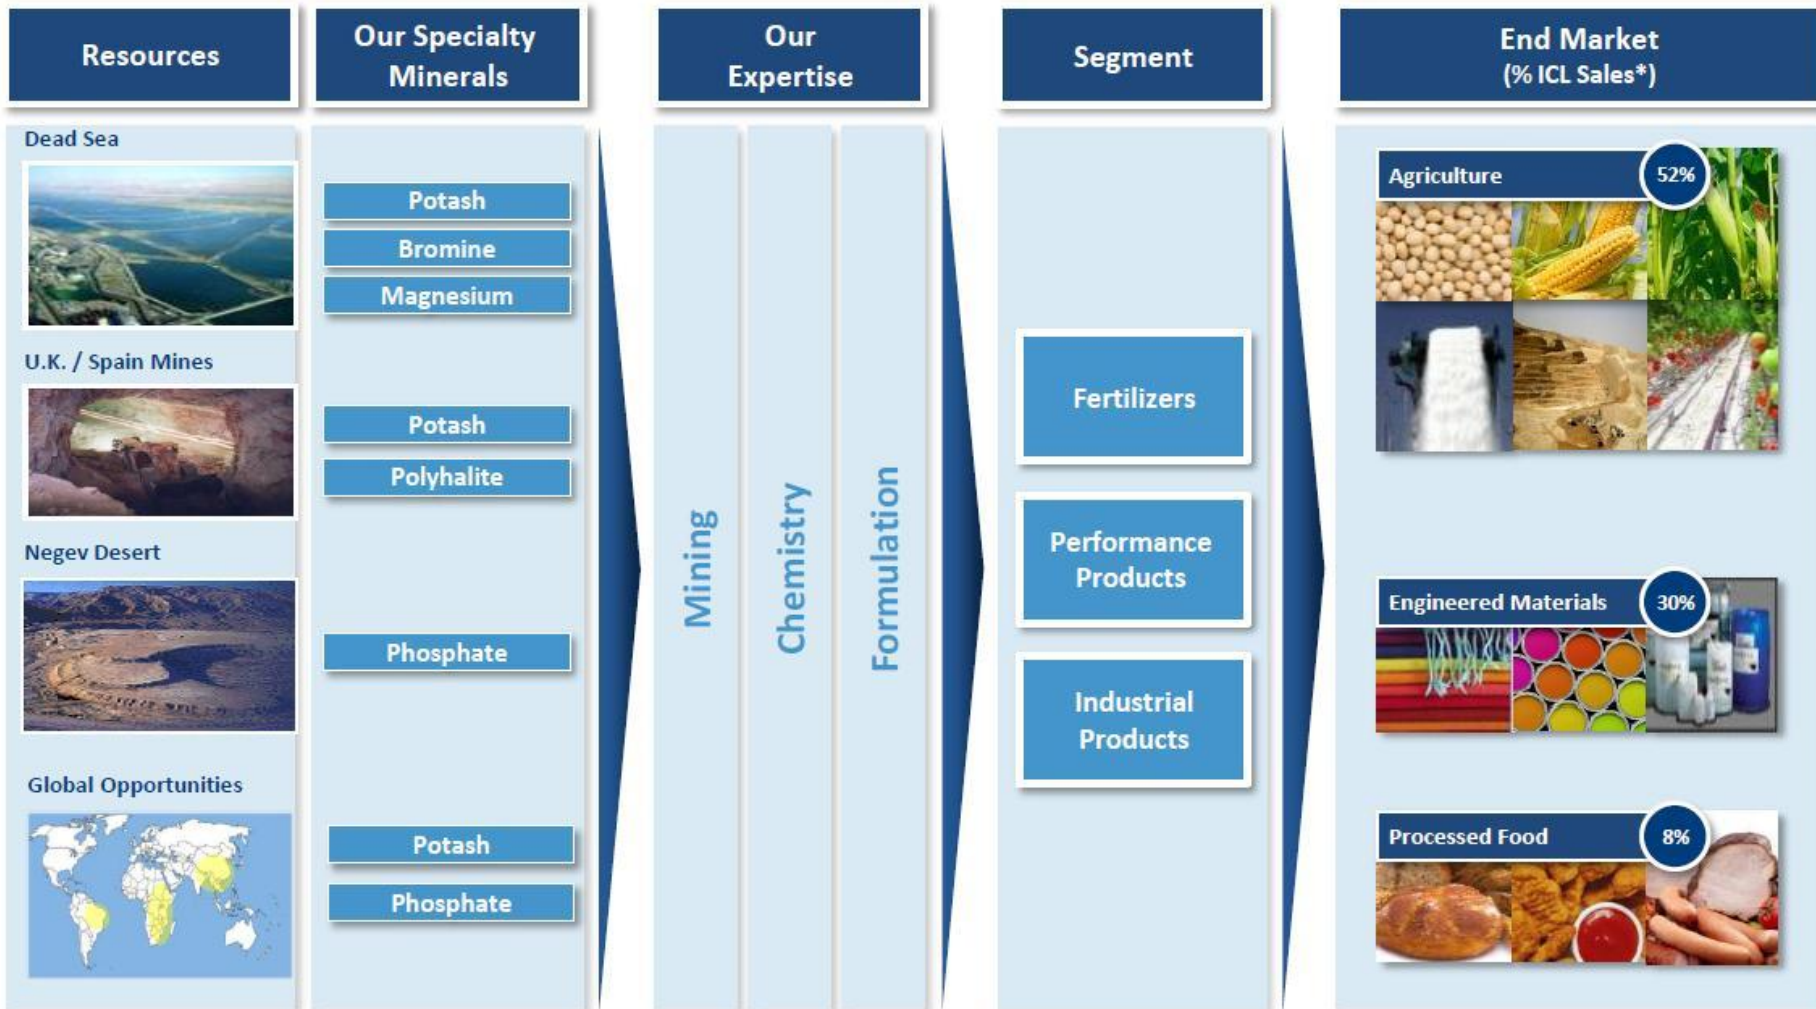 Resources
Our Specialty
Minerals
Our
Expertise
Segment
End Market
(% ICL Sales*)
Dead Sea
Potash
Bromine
Magnesium
U.K. / Spain Mines
Potash
Polyhalite
Negev Desert
Phosphate
Global Opportunities
Potash
Phosphate
Mining
Chemistry
Formulation
Fertilizers
Performance
Products
Industrial
Products
Agriculture
52%
Engineered Materials
30%
Processed Food
8%